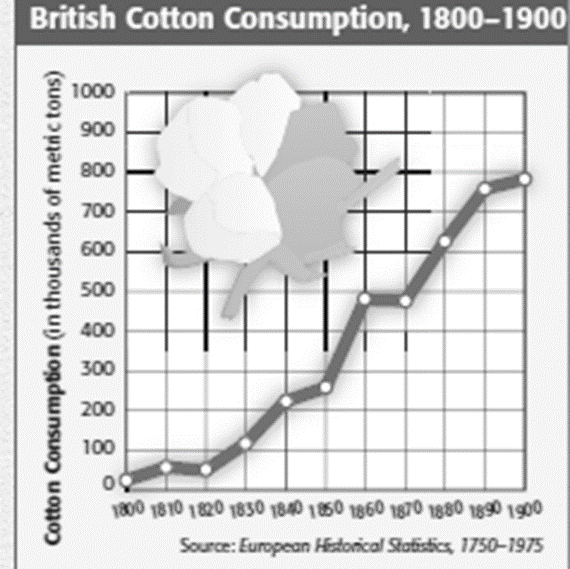 British Cotton Consumption, 1800–1900
Cotton Consumption (in thousands of metric tons)
1000
900
800
700
600
500
400
300
200
100
0
1800 1810 1820 1830 1840 1850 1860 1870 1880 1890 1900
Source: European Historical Statistics, 1750–1975